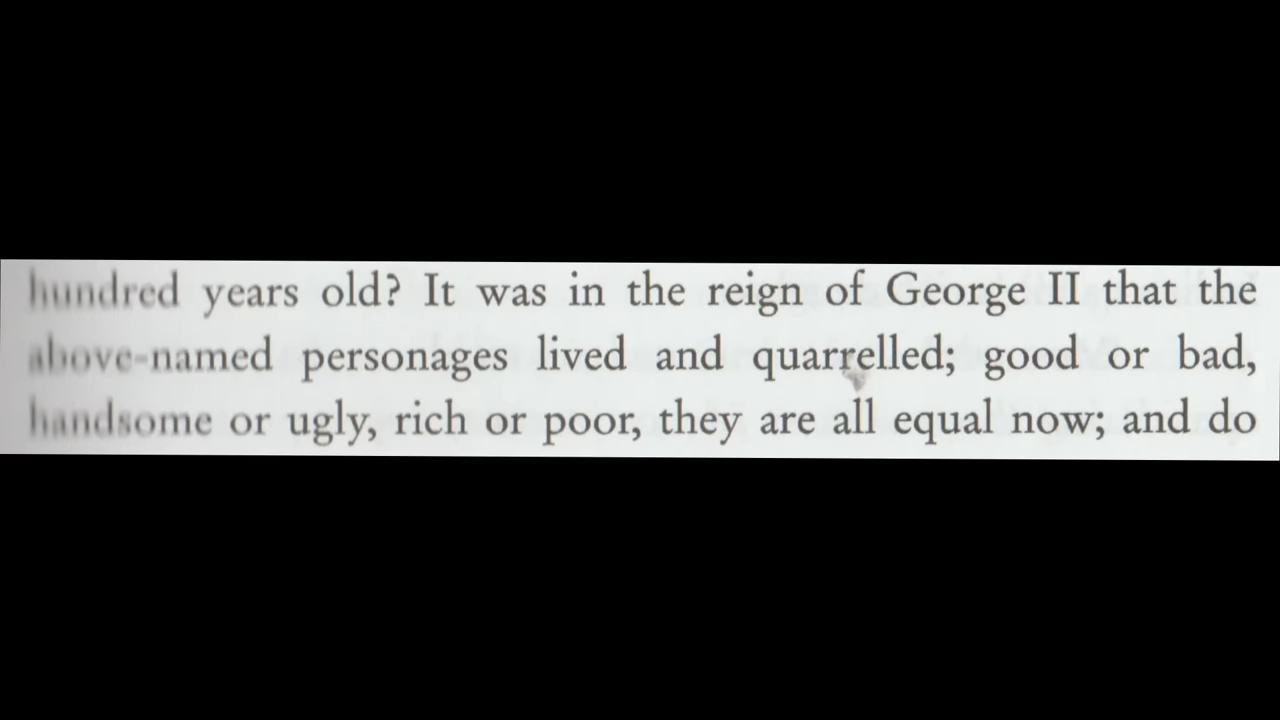 hundred years old? It was in the reign of George II that the
above-named personages lived and quarrelled; good or bad,
handsome or ugly, rich or poor, they are all equal now; and do